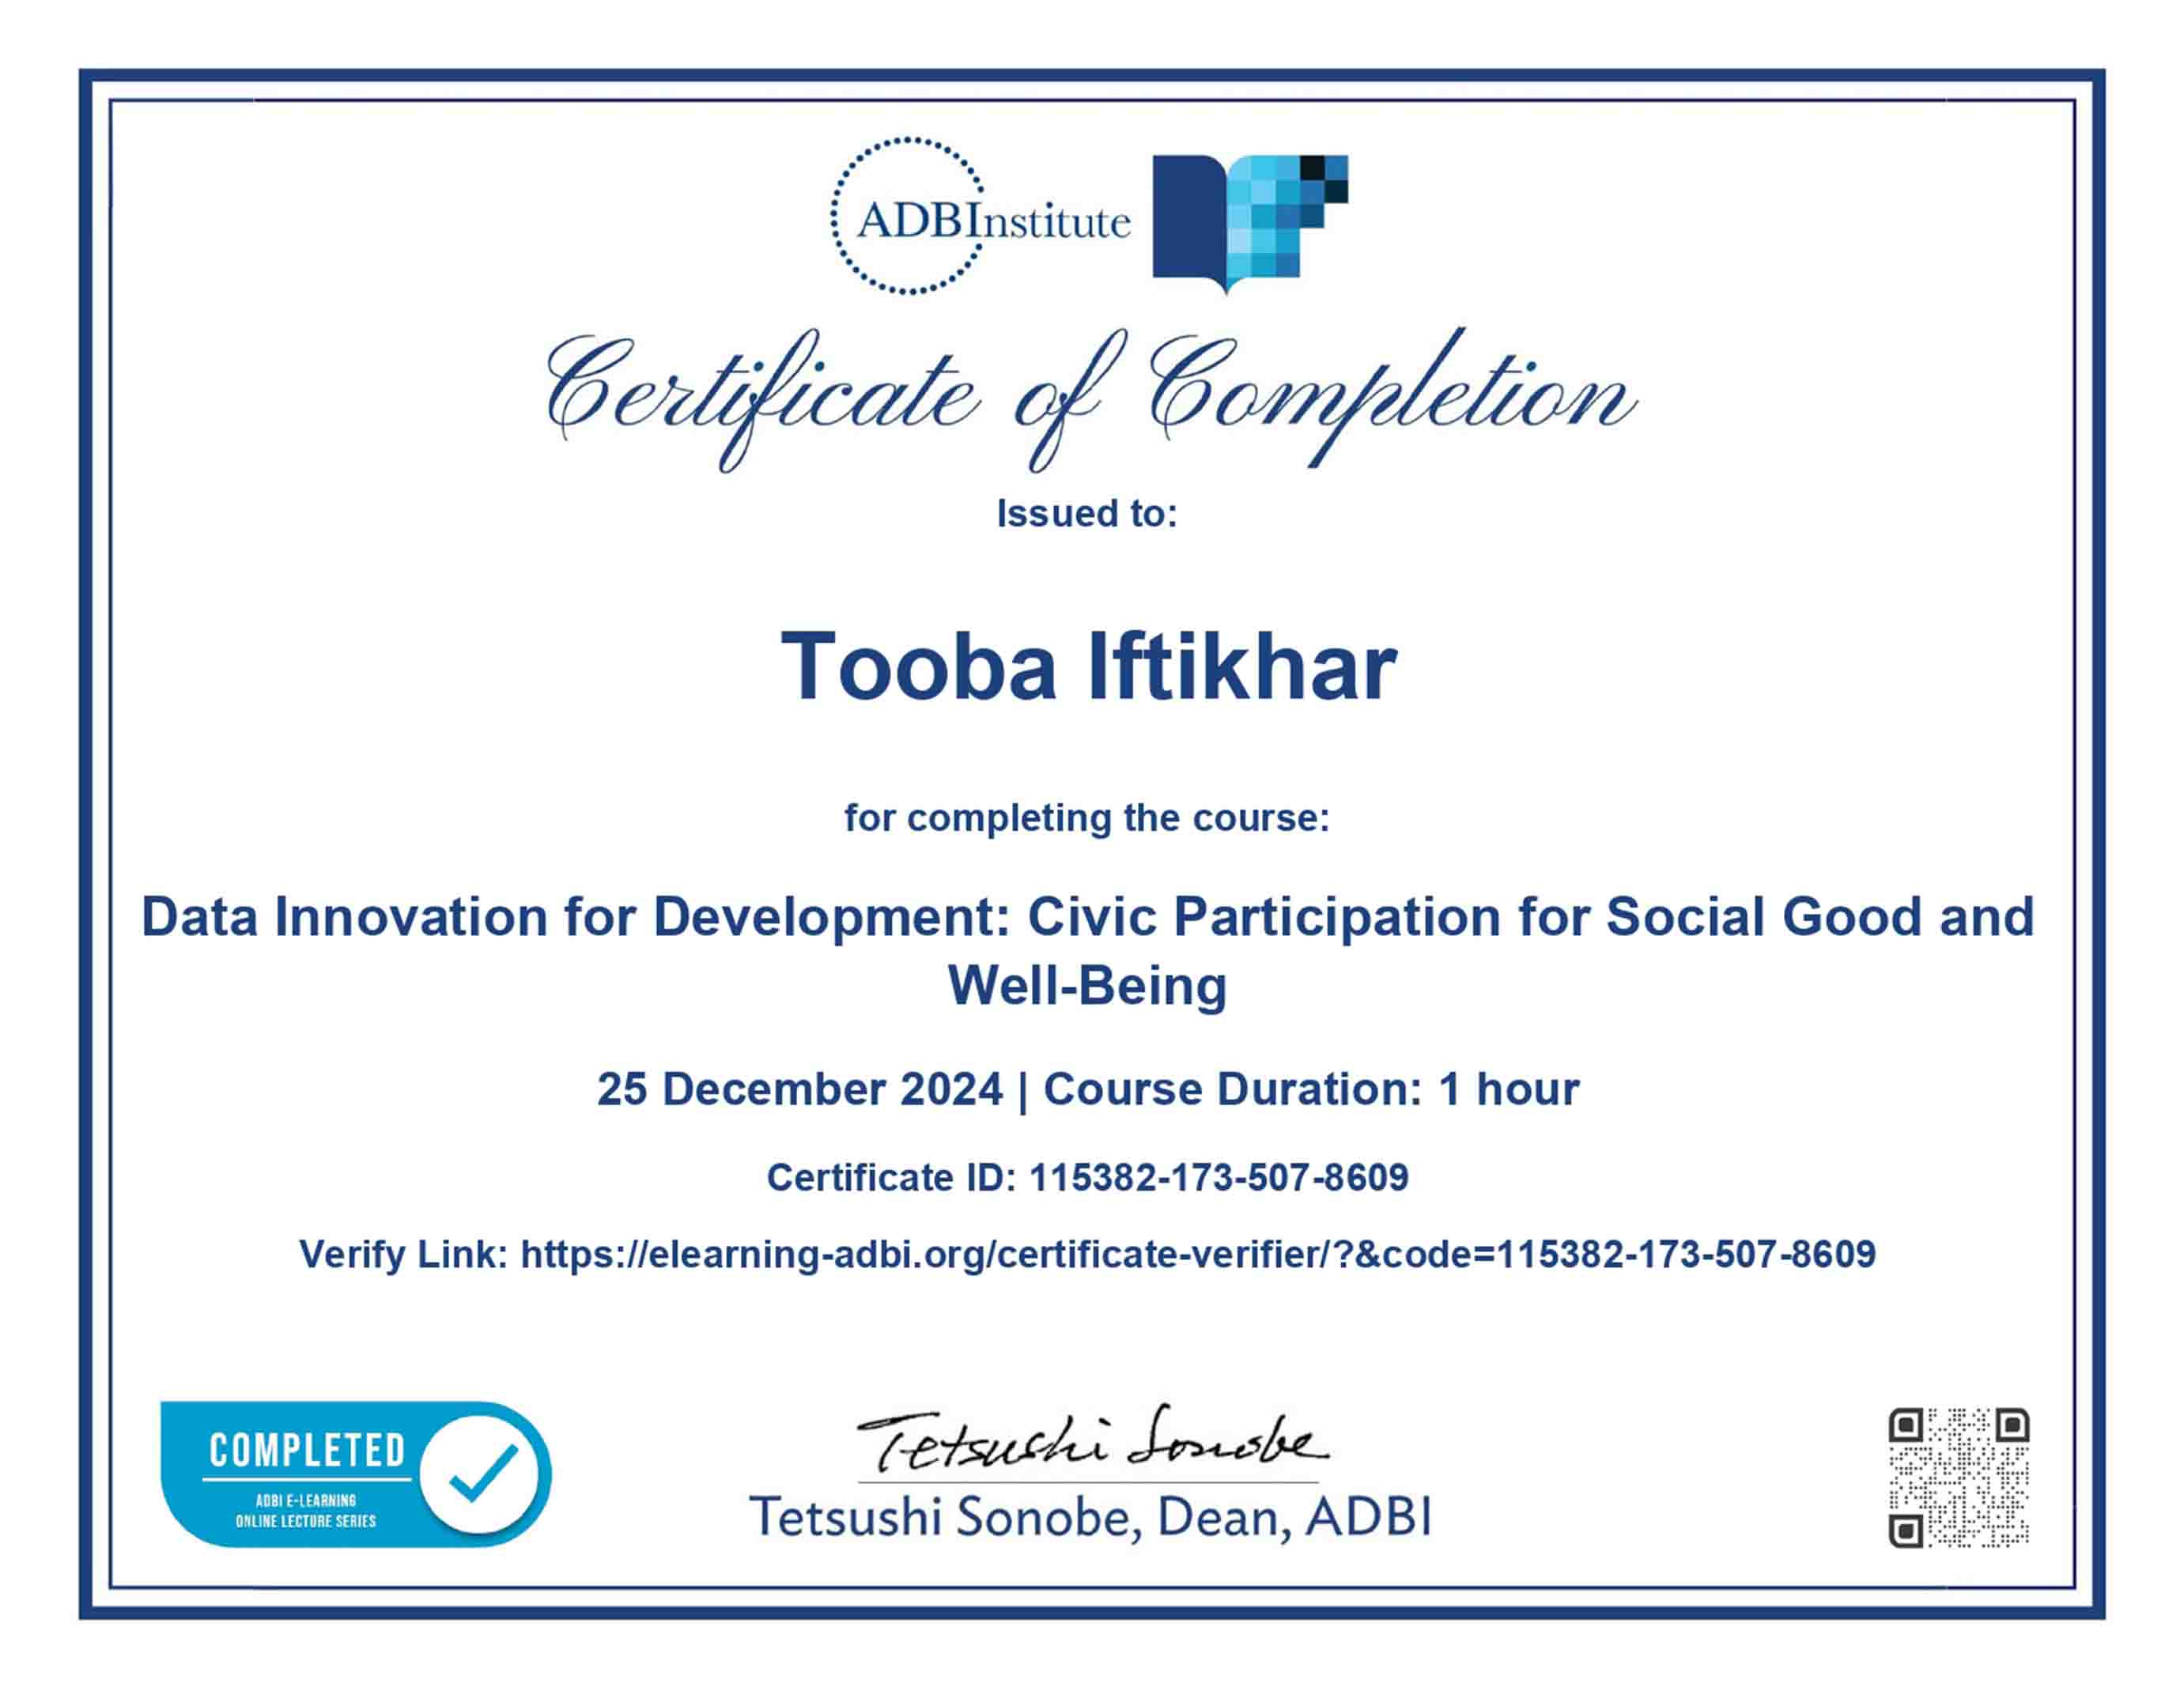 ADBInstitute
Certificate of Completion
Issued to:
Tooba Iftikhar
for completing the course:
Data Innovation for Development: Civic Participation for Social Good and
Well-Being
25 December 2024 | Course Duration: 1 hour
Certificate ID: 115382-173-507-8609
Verify Link: https://elearning-adbi.org/certificate-verifier/?&code=115382-173-507-8609
COMPLETED
ADBI E-LEARNING
ONLINE LECTURE SERIES
Tetsushi Sonobe
Tetsushi Sonobe, Dean, ADBI